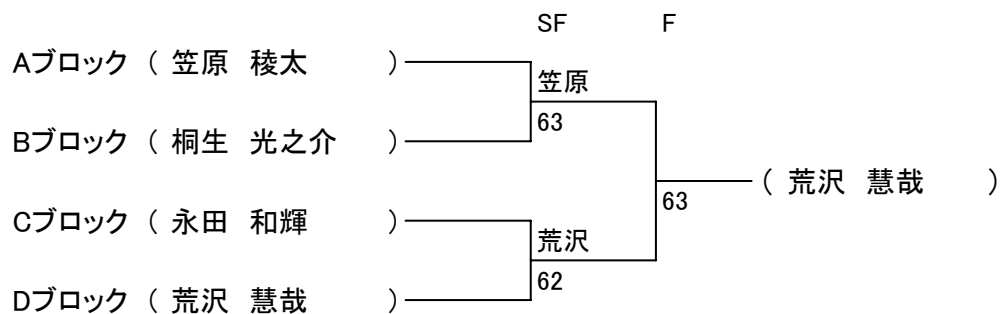 SF F
Aブロック ( 笠原 稜太 )
笠原
63
Bブロック ( 桐生 光之介 )
( 荒沢 慧哉 )
63
Cブロック ( 永田 和輝 )
荒沢
62
Dブロック ( 荒沢 慧哉 )